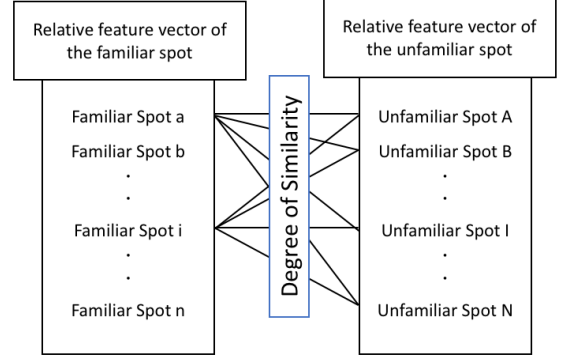 Relative feature vector of
the familiar spot
Familiar Spot a
Familiar Spot b
.
.
Familiar Spot i
.
.
Familiar Spot n
Degree of Similarity
Relative feature vector of
the unfamiliar spot
Unfamiliar Spot A
Unfamiliar Spot B
.
.
Unfamiliar Spot I
.
.
Unfamiliar Spot N